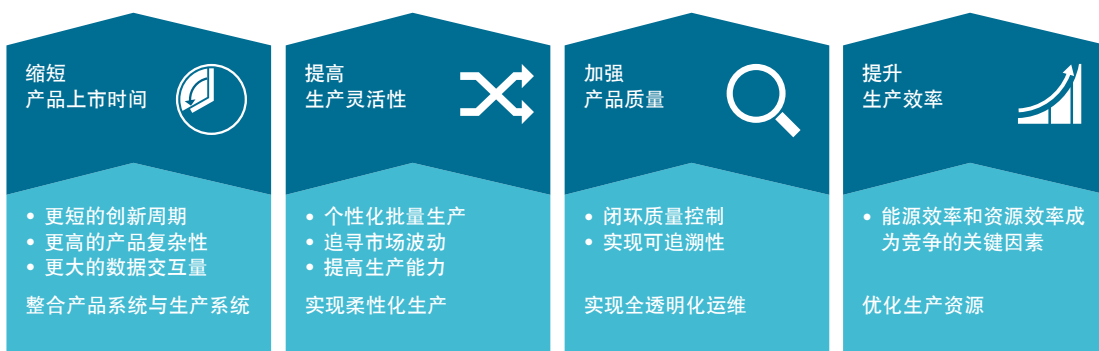 缩短
产品上市时间
• 更短的创新周期
• 更高的产品复杂性
• 更大的数据交互量
整合产品系统与生产系统
提高
生产灵活性
• 个性化批量生产
• 追寻市场波动
• 提高生产能力
实现柔性化生产
加强
产品质量
• 闭环质量控制
• 实现可追溯性
实现全透明化运维
提升
生产效率
• 能源效率和资源效率成
为竞争的关键因素
优化生产资源